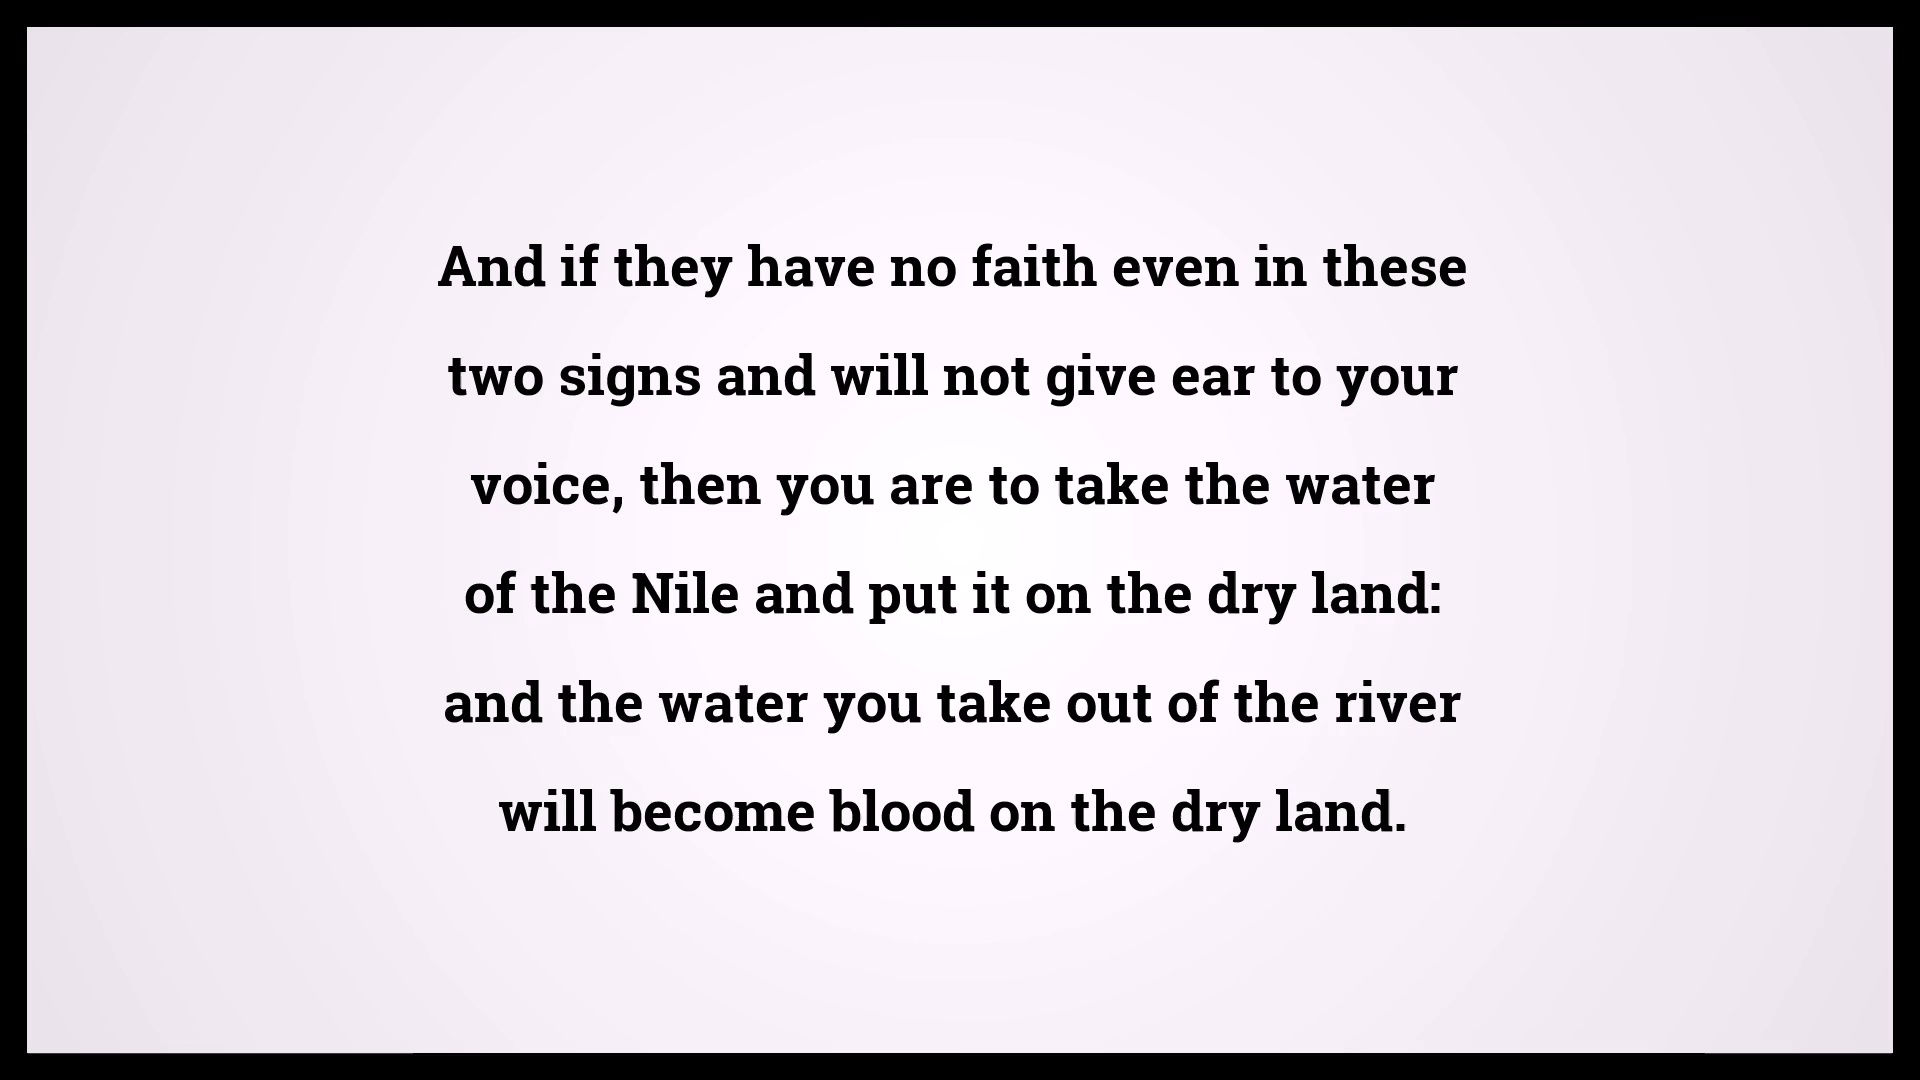 And if they have no faith even in these
two signs and will not give ear to your
voice, then you are to take the water
of the Nile and put it on the dry land:
and the water you take out of the river
will become blood on the dry land.